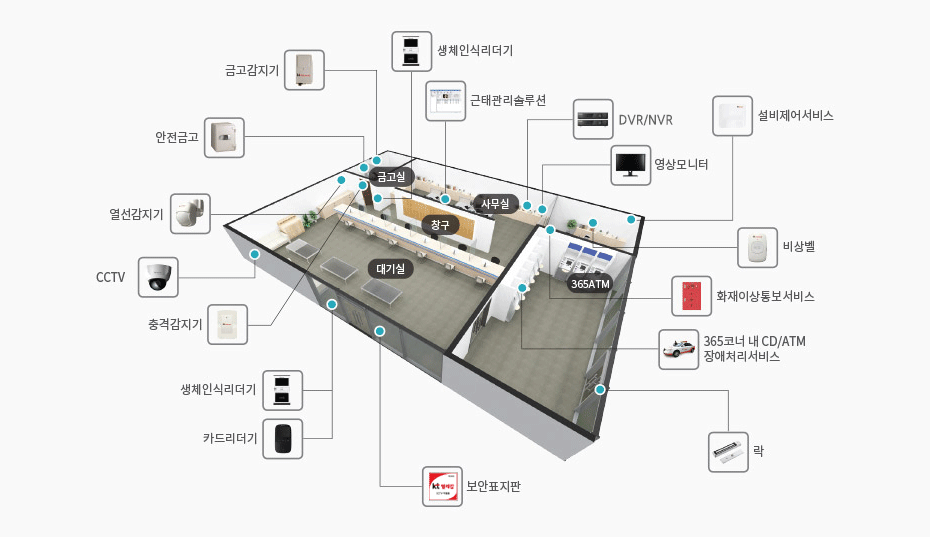 생체인식리더기
금고감지기
근태관리솔루션
DVR/NVR
설비제어서비스
안전금고
영상모니터
금고실
사무실
열선감지기
창구
비상벨
대기실
CCTV
365ATM
화재이상통보서비스
충격감지기
365코너 내 CD/ATM
장애처리서비스
생체인식리더기
카드리더기
락
kt 텔레캅
보안표지판